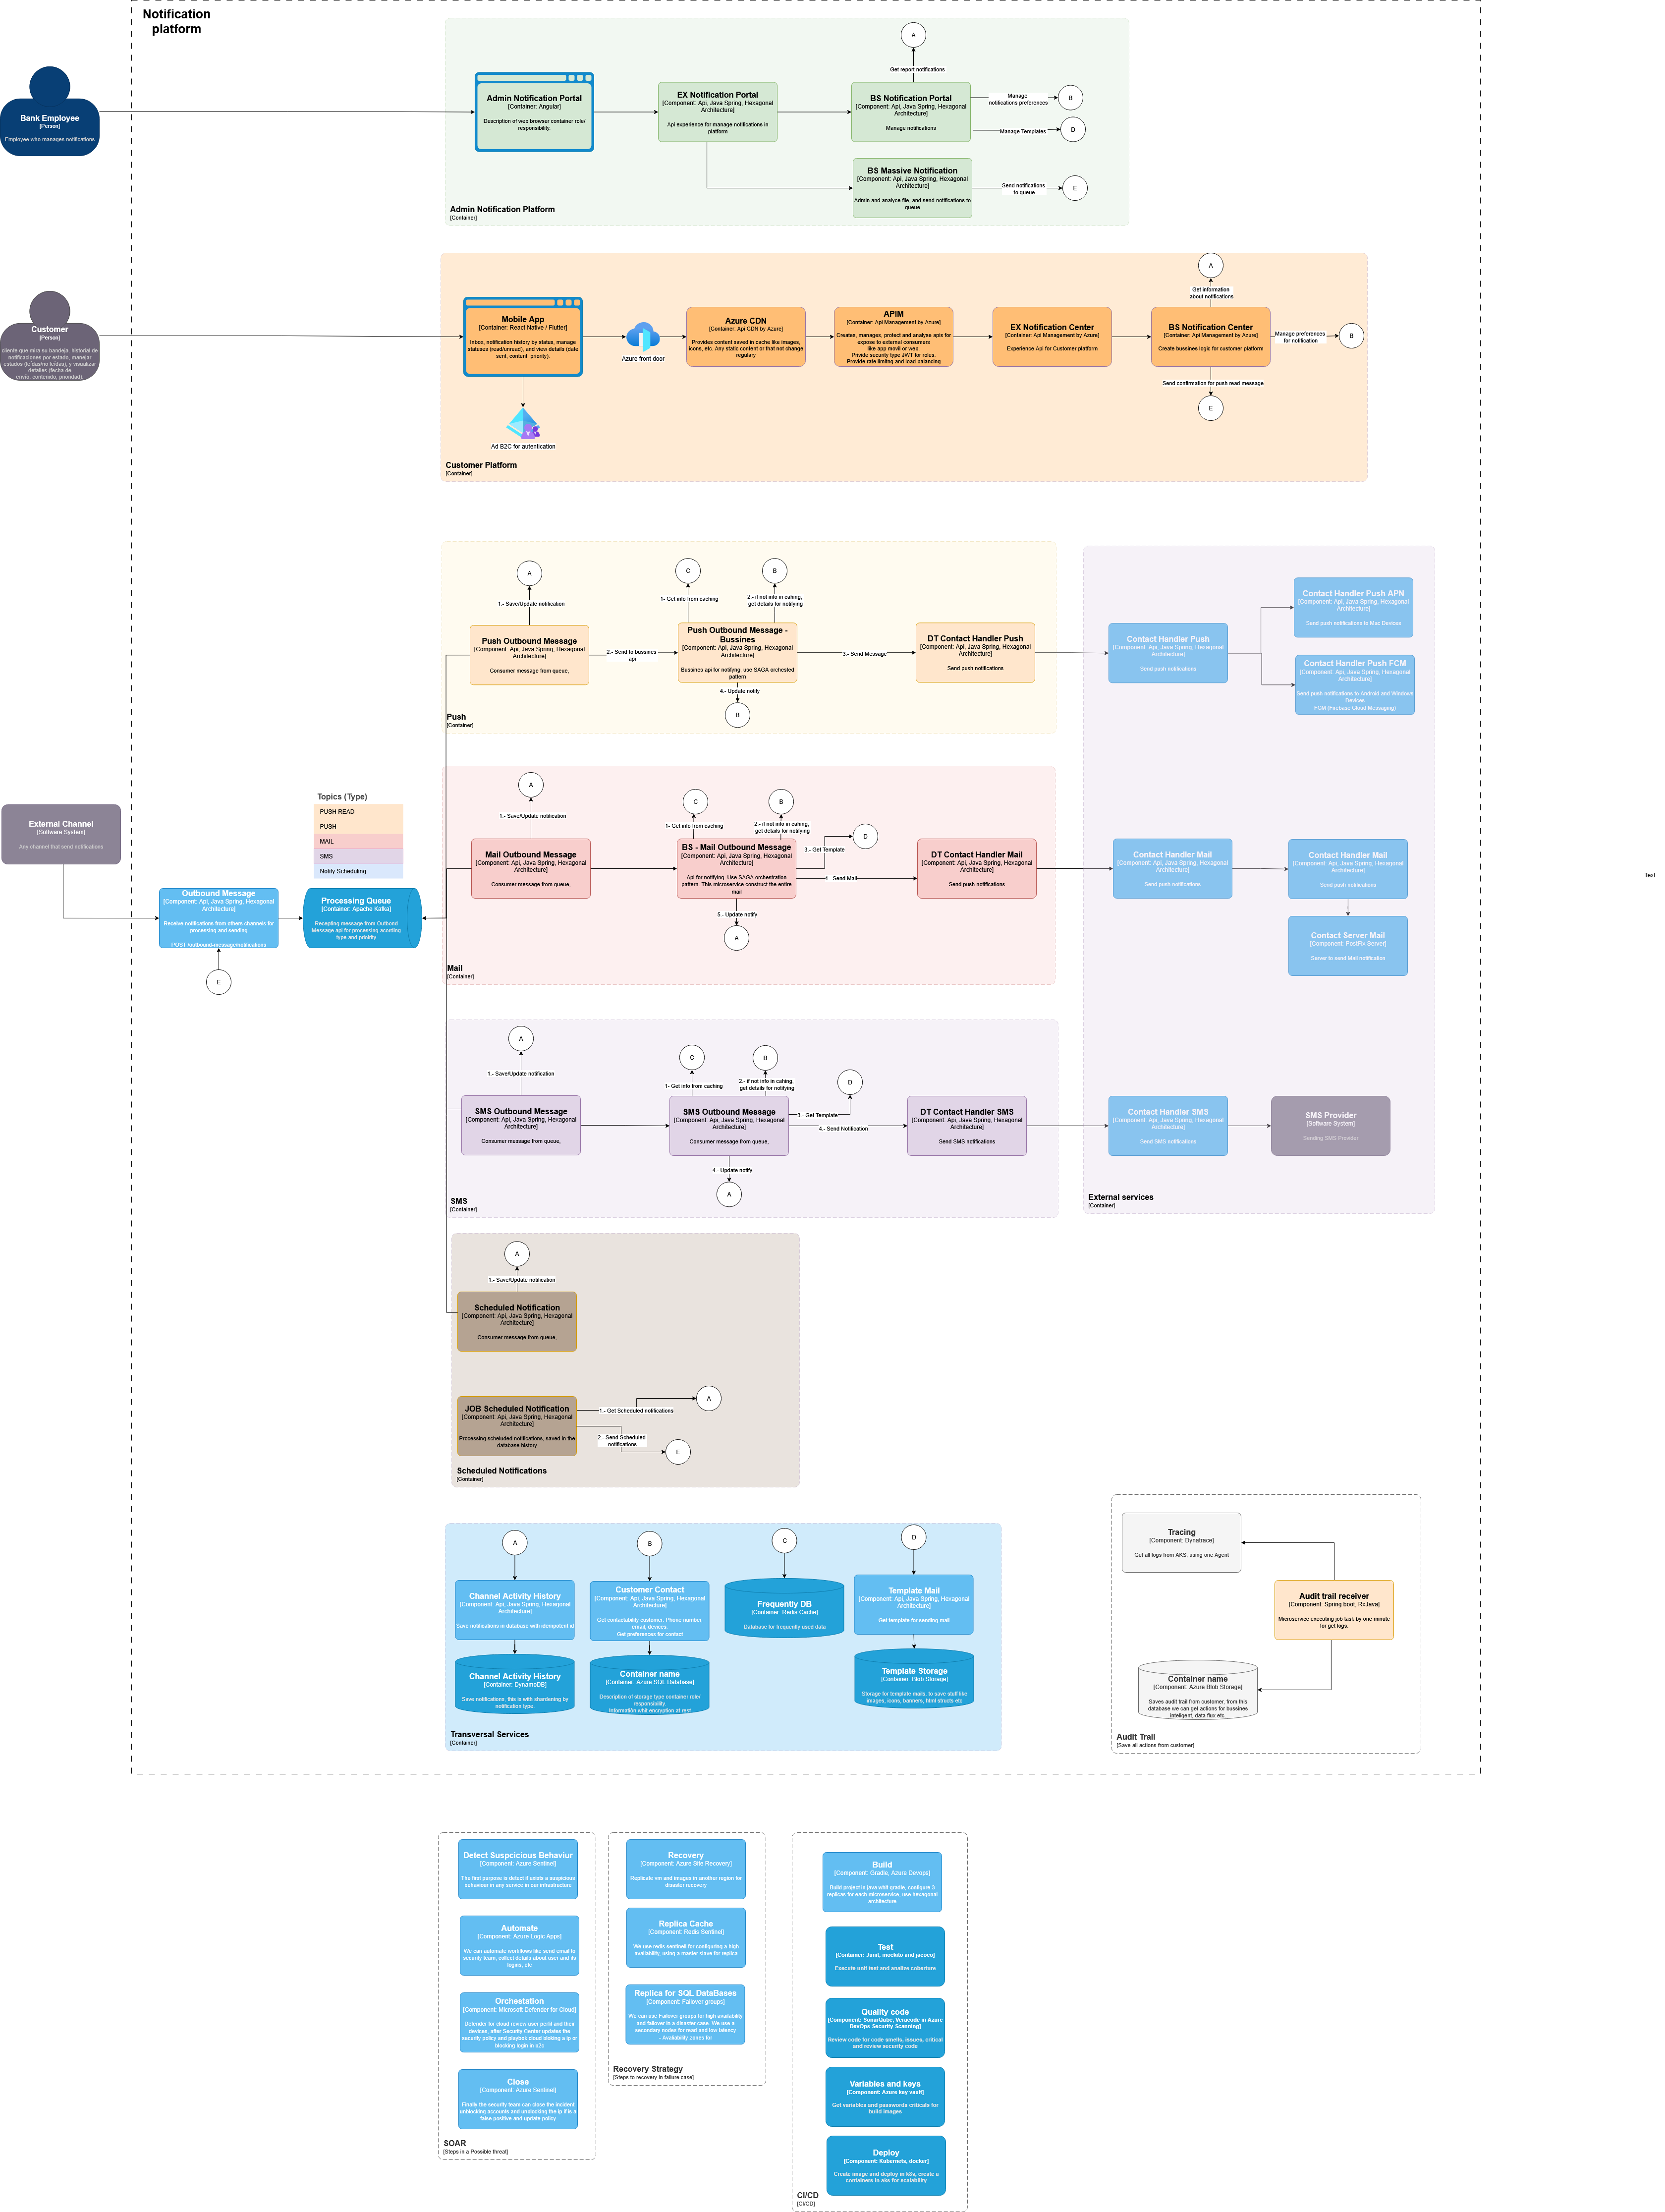 Notification
platform
Bank Employee
[Person]
Employee who manages notifications
A
Get report notifications
Admin Notification Portal
[Container: Angular]
Description of web browser container role/
responsibility.
EX Notification Portal
[Component: Api, Java Spring, Hexagonal
Architecture]
Api experience for manage notifications in
platform
BS Notification Portal
[Component: Api, Java Spring, Hexagonal
Architecture]
Manage notifications
Manage
notifications preferences
B
Manage Templates
D
BS Massive Notification
[Component: Api, Java Spring, Hexagonal
Architecture]
Admin and analyce file, and send notifications to
queue
Send notifications
to queue
E
Admin Notification Platform
[Container]
Customer
[Person]
cliente que mira su bandeja, historial de
notificaciones por estado, manejar
estados (leídas/no leídas), y visualizar
detalles (fecha de
envío, contenido, prioridad).
Mobile App
[Container: React Native / Flutter]
Inbox, notification history by status, manage
statuses (read/unread), and view details (date
sent, content, priority).
Azure front door
Ad B2C for autentication
Azure CDN
[Container: Api CDN by Azure]
Provides content saved in cache like images,
icons, etc. Any static content or that not change
regulary
APIM
[Container: Api Management by Azure]
Creates, manages, protect and analyse apis for
expose to external consumers
like app movil or web.
Privide security type JWT for roles.
Provide rate limitng and load balancing
EX Notification Center
[Container: Api Management by Azure]
Experience Api for Customer platform
A
Get information
about notifications
BS Notification Center
[Container: Api Management by Azure]
Create bussines logic for customer platform
Manage preferences
for notification
B
Send confirmation for push read message
E
Customer Platform
[Container]
A
1.- Save/Update notification
Push Outbound Message
[Component: Api, Java Spring, Hexagonal
Architecture]
Consumer message from queue,
2.- Send to bussines
api
C
1- Get info from caching
B
2.- if not info in cahing,
get details for notifying
Push Outbound Message -
Bussines
[Component: Api, Java Spring, Hexagonal
Architecture]
Bussines api for notifyng, use SAGA orchested
pattern
4.- Update notify
B
3.- Send Message
DT Contact Handler Push
[Component: Api, Java Spring, Hexagonal
Architecture]
Send push notifications
Push
[Container]
Contact Handler Push
[Component: Api, Java Spring, Hexagonal
Architecture]
Send push notifications
Contact Handler Push APN
[Component: Api, Java Spring, Hexagonal
Architecture]
Send push notifications to Mac Devices
Contact Handler Push FCM
[Component: Api, Java Spring, Hexagonal
Architecture]
Send push notifications to Android and Windows
Devices
FCM (Firebase Cloud Messaging)
External Channel
[Software System]
Any channel that send notifications
Topics (Type)
PUSH READ
PUSH
MAIL
SMS
Notify Scheduling
Outbound Message
[Component: Api, Java Spring, Hexagonal
Architecture]
Receive notifications from others channels for
processing and sending
POST /outbound-message/notifications
E
Processing Queue
[Container: Apache Kafka]
Recepting message from Outbond
Message api for processing acording
type and priority
A
1.- Save/Update notification
Mail Outbound Message
[Component: Api, Java Spring, Hexagonal
Architecture]
Consumer message from queue,
C
1- Get info from caching
B
2.- if not info in cahing,
get details for notifying
D
3.- Get Template
BS - Mail Outbound Message
[Component: Api, Java Spring, Hexagonal
Architecture]
Api for notifying. Use SAGA orchestration
pattern. This microservice construct the entire
mail
4.- Send Mail
5.- Update notify
A
DT Contact Handler Mail
[Component: Api, Java Spring, Hexagonal
Architecture]
Send push notifications
Mail
[Container]
Contact Handler Mail
[Component: Api, Java Spring, Hexagonal
Architecture]
Send push notifications
Contact Handler Mail
[Component: Api, Java Spring, Hexagonal
Architecture]
Send push notifications
Contact Server Mail
[Component: PostFix Server]
Server to send Mail notification
Text
A
1.- Save/Update notification
SMS Outbound Message
[Component: Api, Java Spring, Hexagonal
Architecture]
Consumer message from queue,
C
1- Get info from caching
B
2.- if not info in cahing,
get details for notifying
D
3.- Get Template
SMS Outbound Message
[Component: Api, Java Spring, Hexagonal
Architecture]
Consumer message from queue,
4.- Send Notification
4.- Update notify
A
DT Contact Handler SMS
[Component: Api, Java Spring, Hexagonal
Architecture]
Send SMS notifications
SMS
[Container]
Contact Handler SMS
[Component: Api, Java Spring, Hexagonal
Architecture]
Send SMS notifications
SMS Provider
[Software System]
Sending SMS Provider
External services
[Container]
A
1.- Save/Update notification
Scheduled Notification
[Component: Api, Java Spring, Hexagonal
Architecture]
Consumer message from queue,
JOB Scheduled Notification
[Component: Api, Java Spring, Hexagonal
Architecture]
Processing scheluded notifications, saved in the
database history
1.- Get Scheduled notifications
A
2.- Send Scheduled
notifications
E
Scheduled Notifications
[Container]
A
Channel Activity History
[Component: Api, Java Spring, Hexagonal
Architecture]
Save notifications in database with idempotent id
Channel Activity History
[Container: DynamoDB]
Save notifications, this is with shardening by
notification type.
B
Customer Contact
[Component: Api, Java Spring, Hexagonal
Architecture]
Get contactability customer: Phone number,
email, devices.
Get preferences for contact
Container name
[Container: Azure SQL Database]
Description of storage type container role/
responsibility.
Information whit encryption at rest
C
Frequently DB
[Container: Redis Cache]
Database for frequently used data
D
Template Mail
[Component: Api, Java Spring, Hexagonal
Architecture]
Get template for sending mail
Template Storage
[Container: Blob Storage]
Storage for template mails, to save stuff like
images, icons, banners, html structs etc
Transversal Services
[Container]
Tracing
[Component: Dynatrace]
Get all logs from AKS, using one Agent
Audit trail receiver
[Component: Spring boot, RxJava]
Microservice executing job task by one minute
for get logs.
Container name
[Component: Azure Blob Storage]
Saves audit trail from customer, from this
database we can get actions for bussines
inteligent, data flux etc.
Audit Trail
[Save all actions from customer]
Detect Suspcicious Behaviur
[Component: Azure Sentinel]
The first purpose is detect if exists a suspicious
behaviour in any service in our infrastructure
Automate
[Component: Azure Logic Apps]
We can automate workflows like send email to
security team, collect details about user and its
logins, etc
Orchestation
[Component: Microsoft Defender for Cloud]
Defender for cloud review user perfil and their
devices, after Security Center updates the
security policy and playbok cloud bloking a ip or
blocking login in b2c
Close
[Component: Azure Sentinel]
Finally the security team can close the incident
unblocking accounts and unblocking the ip if is a
false positive and update policy
SOAR
[Steps in a Possible threat]
Recovery
[Component: Azure Site Recovery]
Replicate vm and images in another region for
disaster recovery
Replica Cache
[Component: Redis Sentinel]
We use redis sentinell for configuring a high
availability, using a master slave for replica
Replica for SQL DataBases
[Component: Failever groups]
We can use Failover groups for high availability
and failover in a disaster case. We use a
secondary nodes for read and low latency
- Availability zones for
Recovery Strategy
[Steps to recovery in failure case]
Build
[Component: Gradle, Azure Devops]
Build project in java whit gradle, configure 3
replicas for each microservice, use hexagonal
architecture
Test
[Container: Junit, mockito and jacoco]
Execute unit test and analize coberture
Quality code
[Component: SonarQube, Veracode in Azure
DevOps Security Scanning]
Review code for code smells, issues, critical
and review security code
Variables and keys
[Component: Azure key vault]
Get variables and passwords criticals for
build images
Deploy
[Component: Kubernets, docker]
Create image and deploy in k8s, create a
containers in aks for scalability
CI/CD
[CI/CD]